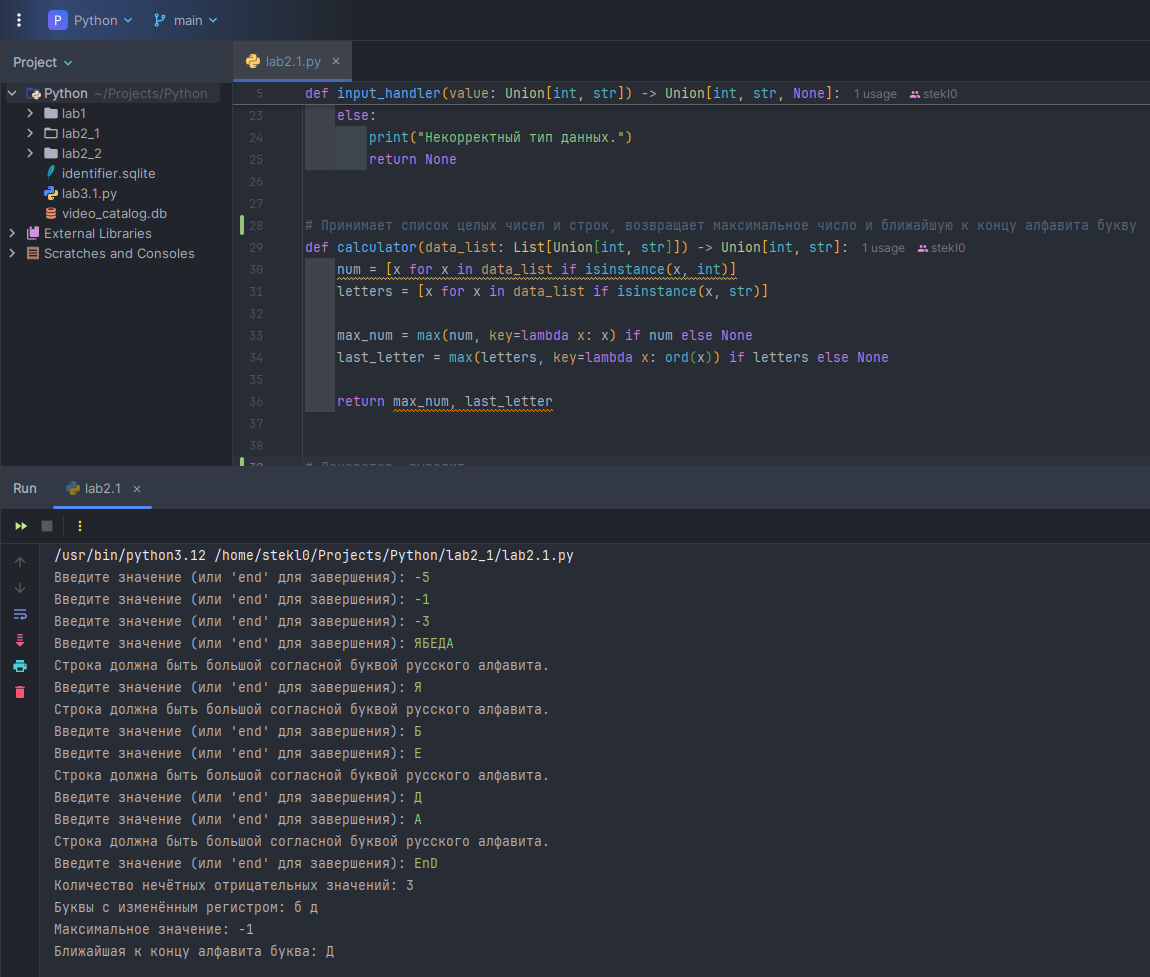 P Python main
Project
lab2.1.py
Python ~/Projects/Python
lab1
lab2_1
lab2_2
identifier.sqlite
lab3.1.py
video_catalog.db
External Libraries
Scratches and Consoles
5 def input_handler(value: Union[int, str]) -> Union[int, str, None]: 1 usage stekl0
23 else:
24 print("Некорректный тип данных.")
25 return None
26
27
28 # Принимает список целых чисел и строк, возвращает максимальное число и ближайшую к концу алфавита букву
29 def calculator(data_list: List[Union[int, str]]) -> Union[int, str]: 1 usage stekl0
30 num = [x for x in data_list if isinstance(x, int)]
31 letters = [x for x in data_list if isinstance(x, str)]
32
33 max_num = max(num, key=lambda x: x) if num else None
34 last_letter = max(letters, key=lambda x: ord(x)) if letters else None
35
36 return max_num, last_letter
37
38
Run lab2.1
/usr/bin/python3.12 /home/stekl0/Projects/Python/lab2_1/lab2.1.py
Введите значение (или 'end' для завершения): -5
Введите значение (или 'end' для завершения): -1
Введите значение (или 'end' для завершения): -3
Введите значение (или 'end' для завершения): ЯБЕДА
Строка должна быть большой согласной буквой русского алфавита.
Введите значение (или 'end' для завершения): Я
Строка должна быть большой согласной буквой русского алфавита.
Введите значение (или 'end' для завершения): Б
Введите значение (или 'end' для завершения): Е
Строка должна быть большой согласной буквой русского алфавита.
Введите значение (или 'end' для завершения): Д
Введите значение (или 'end' для завершения): А
Строка должна быть большой согласной буквой русского алфавита.
Введите значение (или 'end' для завершения): EnD
Количество нечётных отрицательных значений: 3
Буквы с изменённым регистром: б д
Максимальное значение: -1
Ближайшая к концу алфавита буква: Д